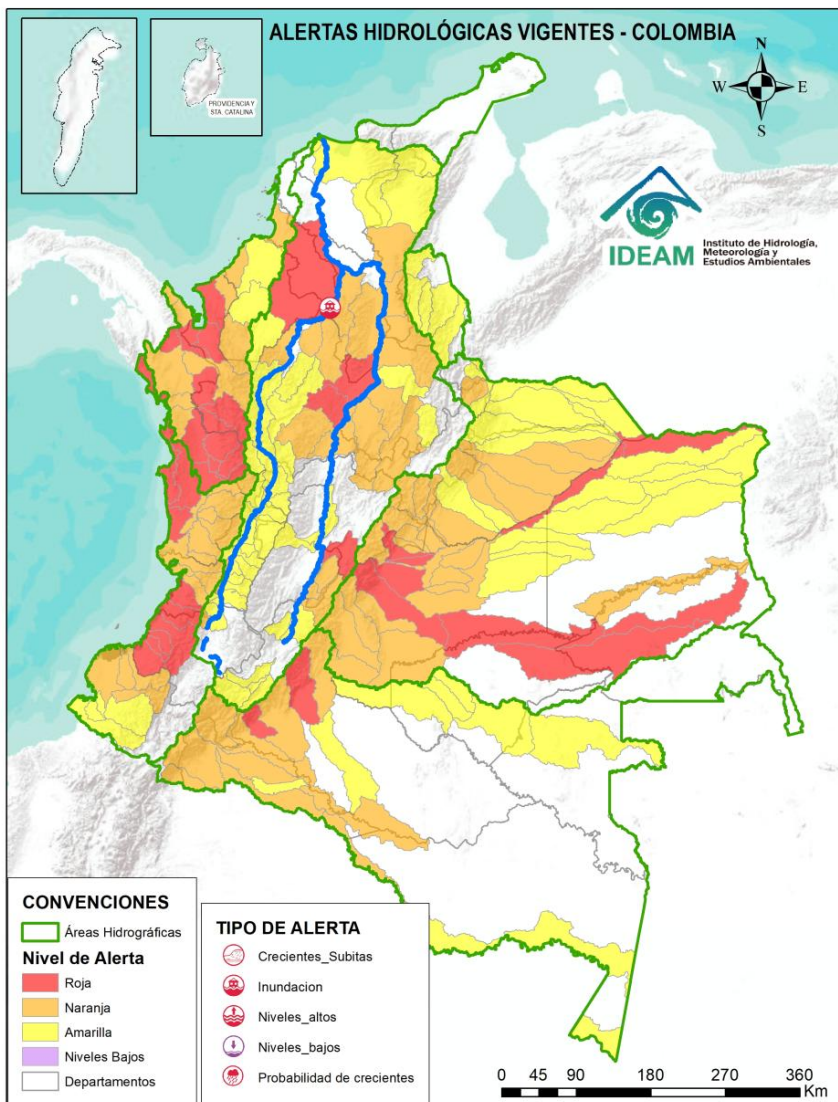 ALERTAS HIDROLÓGICAS VIGENTES - COLOMBIA
PROVIDENCIA Y
STA. CATALINA
N
W
E
S
IDEAM
Instituto de Hidrología,
Meteorología y
Estudios Ambientales
CONVENCIONES
Áreas Hidrográficas
Nivel de Alerta
Roja
Naranja
Amarilla
Niveles Bajos
Departamentos
TIPO DE ALERTA
Crecientes_Subitas
Inundacion
Niveles_altos
Niveles_bajos
Probabilidad de crecientes
0 45 90 180 270 360
Km